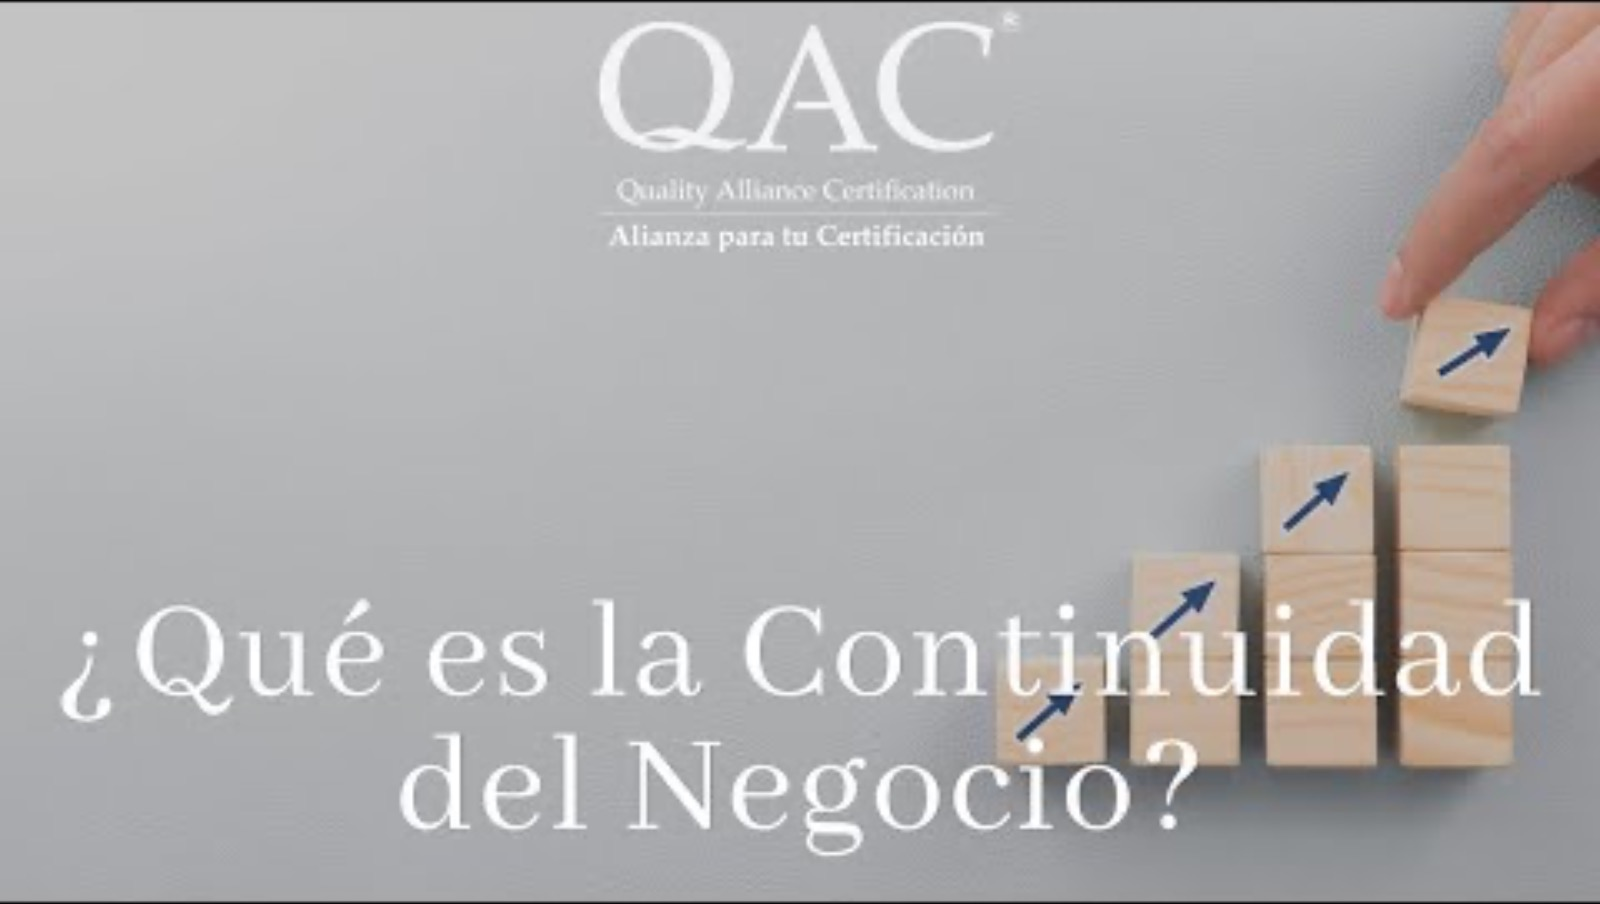 QAC®
Quality Alliance Certification
Alianza para tu Certificación
¿Qué es la Continuidad
del Negocio?